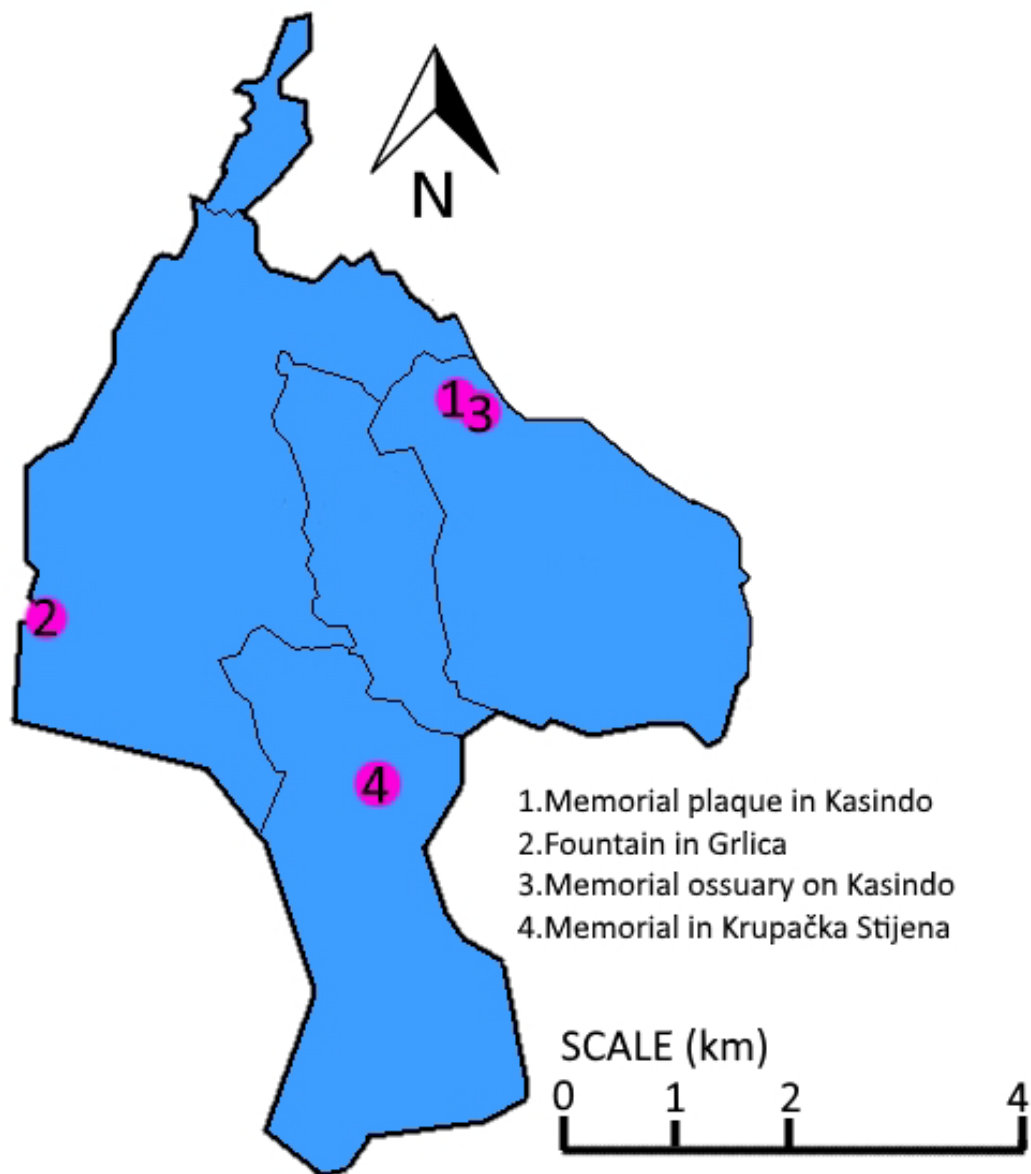 N
1
3
2
4
1.Memorial plaque in Kasindo
2.Fountain in Grlica
3.Memorial ossuary on Kasindo
4.Memorial in Krupačka Stijena
SCALE (km)
0 1 2 4